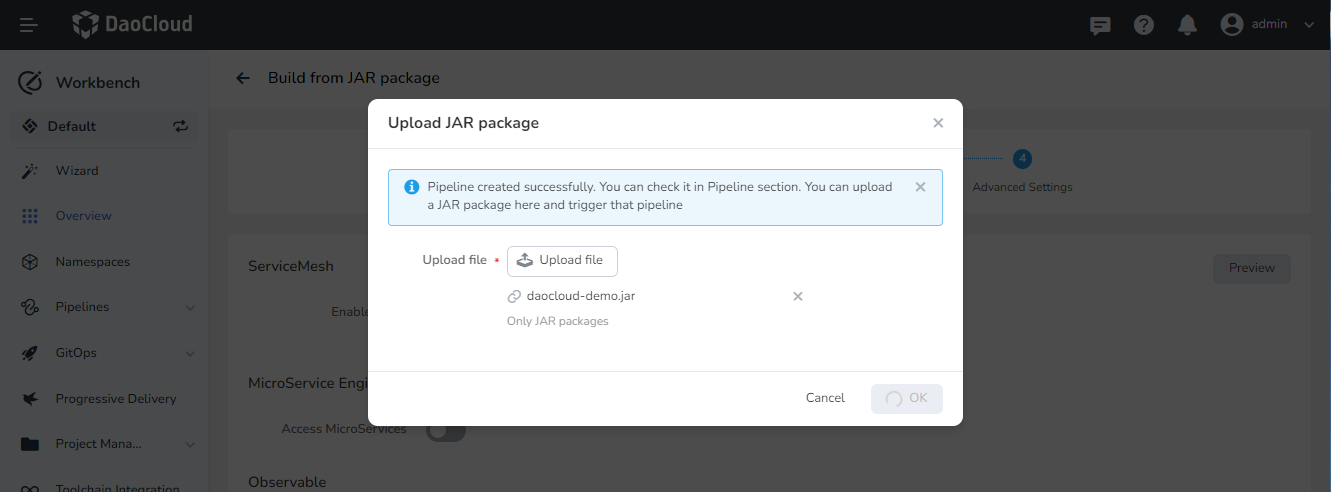 DaoCloud
admin
Workbench
Build from JAR package
Default
Wizard
Overview
Namespaces
Pipelines
GitOps
Progressive Delivery
Project Mana...
Toolchain Integration
4
Advanced Settings
ServiceMesh
Preview
Enable
MicroService Engi
Access MicroServices
Observable
Upload JAR package
Pipeline created successfully. You can check it in Pipeline section. You can upload
a JAR package here and trigger that pipeline
Upload file * Upload file
daocloud-demo.jar
Only JAR packages
Cancel
OK